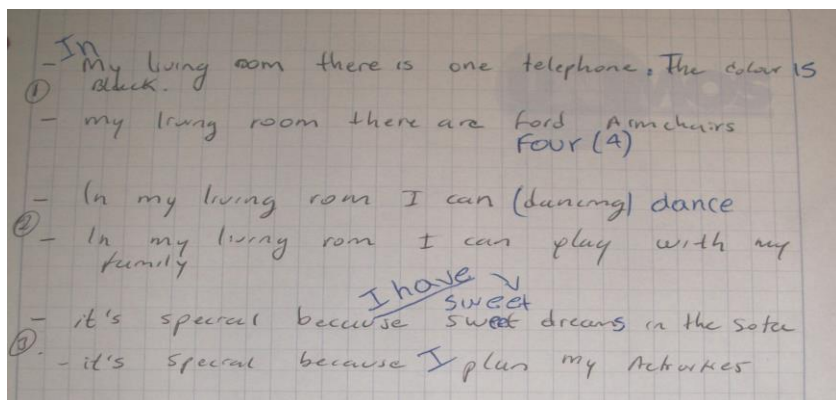 In
- My living oom there is one telephone. The colour is
① Black.
- my living room there are ford Armchairs
Four (4)
- In my living rom I can (dancing) dance
②
- In my living rom I can play with my
family
I have
sweet
- it's special because sweet dreams in the sofa
③
- it's special because I plan my Activities